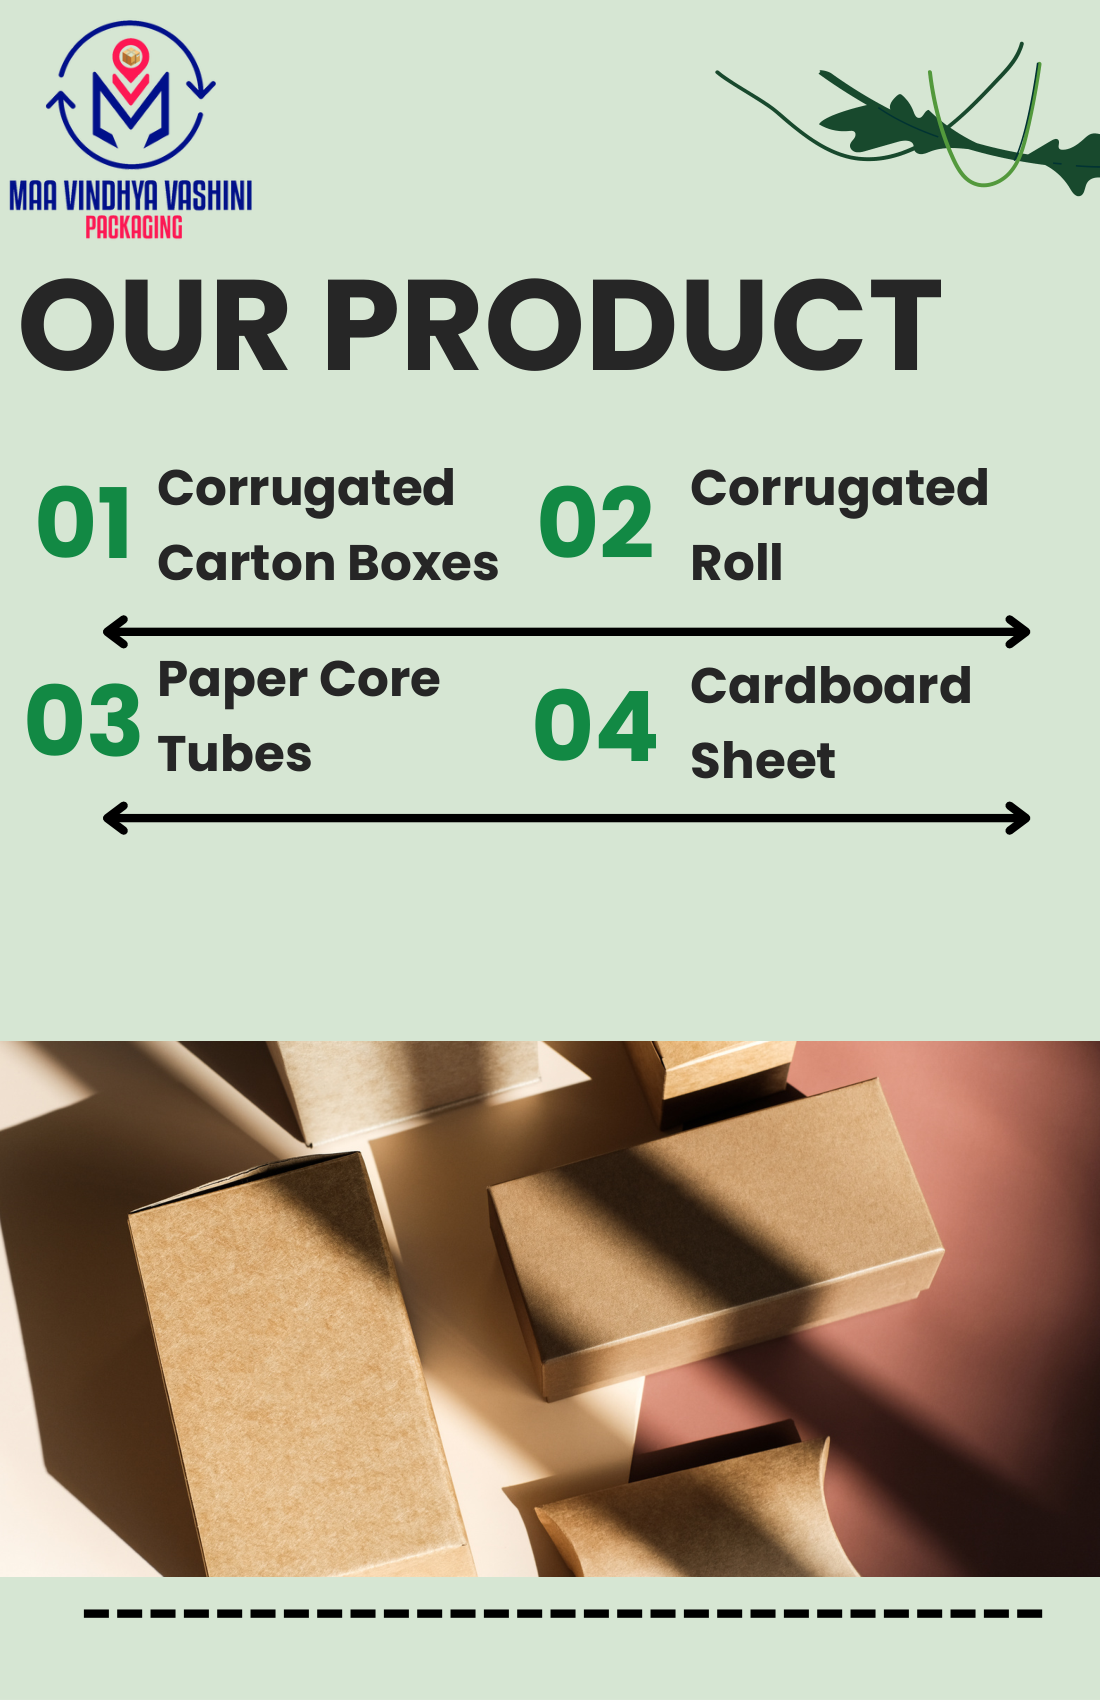 MAA VINDHYA VASHINI
PACKAGING
OUR PRODUCT
01
Corrugated
Carton Boxes
02
Corrugated
Roll
03
Paper Core
Tubes
04
Cardboard
Sheet